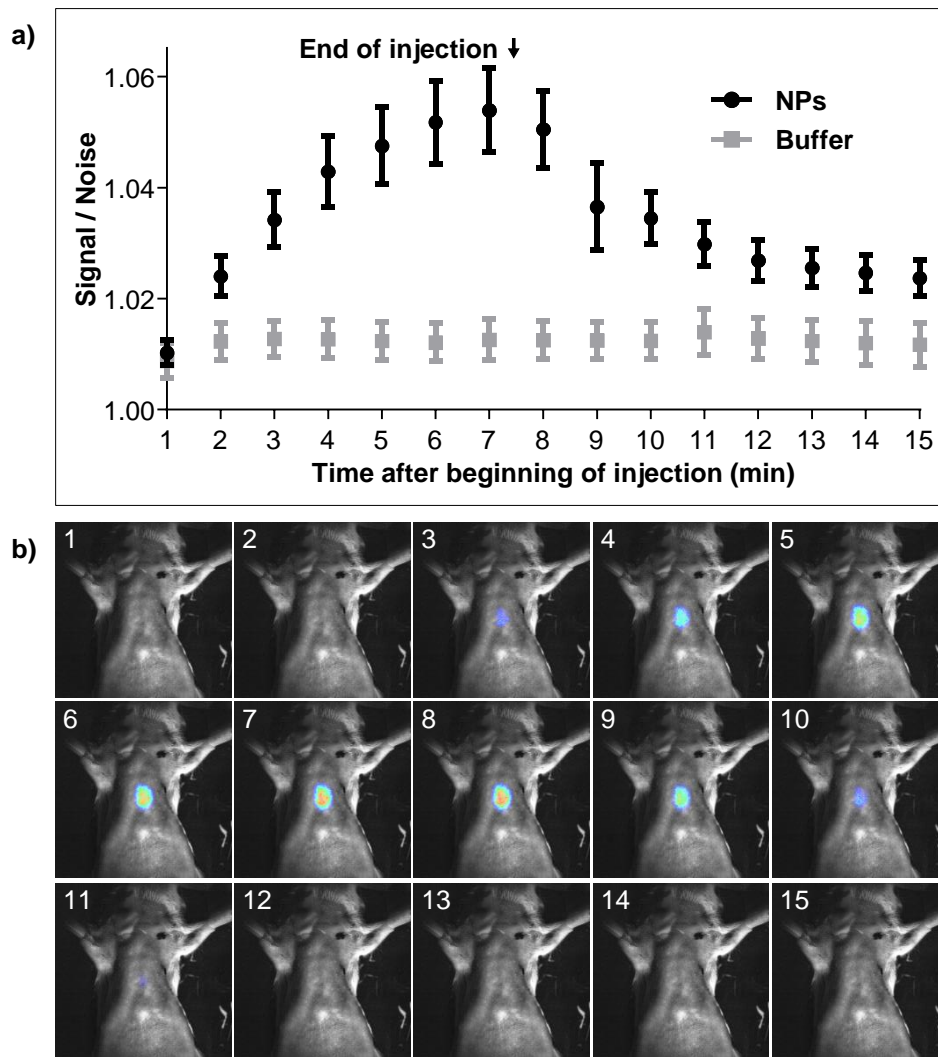 a)
End of injection ↓
1.06
1.04
1.02
1.00
Signal / Noise
NPs
Buffer
1 2 3 4 5 6 7 8 9 10 11 12 13 14 15
Time after beginning of injection (min)
b)
1 2 3 4 5
6 7 8 9 10
11 12 13 14 15